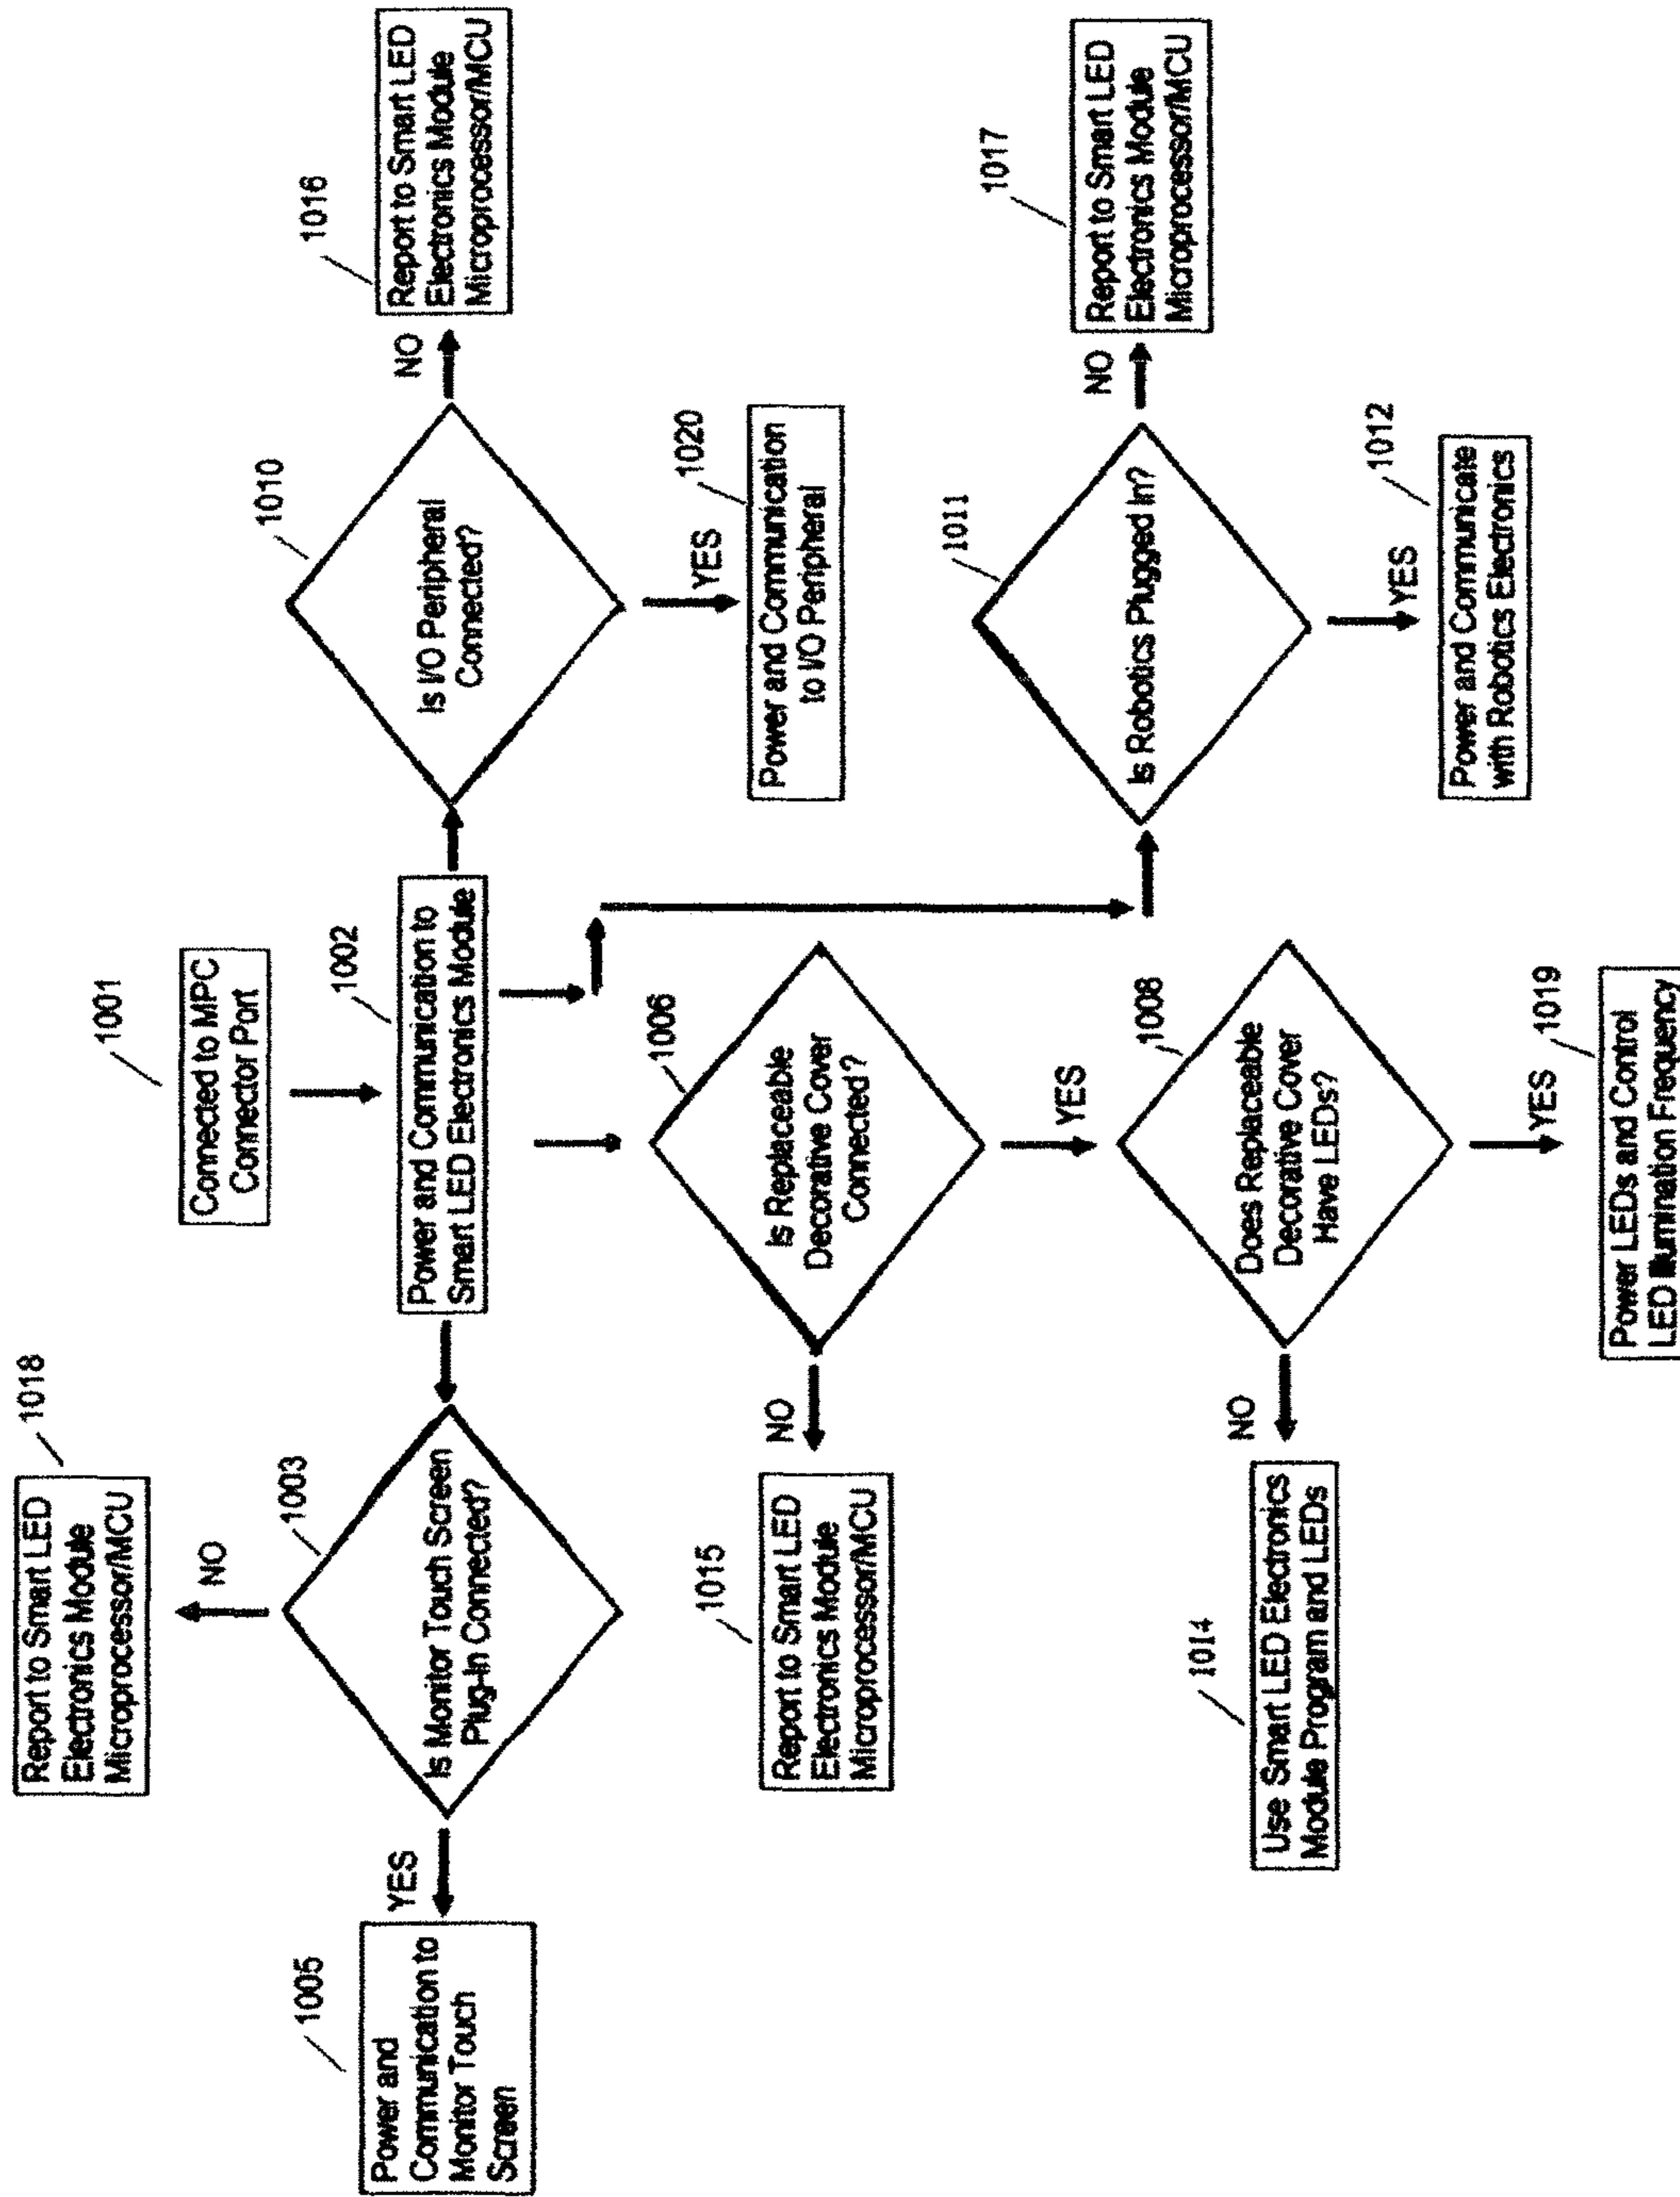 1001
Connected to MPC
Connector Port
1002
Power and Communication to
Smart LED Electronics Module
1018
Report to Smart LED
Electronics Module
Microprocessor/MCU
NO
1003
Is Monitor Touch Screen
Plug-In Connected?
YES
1005
Power and
Communication to
Monitor Touch
Screen
1010
Is I/O Peripheral
Connected?
NO
1016
Report to Smart LED
Electronics Module
Microprocessor/MCU
YES
1020
Power and Communication
to I/O Peripheral
1006
Is Replaceable
Decorative Cover
Connected?
NO
1015
Report to Smart LED
Electronics Module
Microprocessor/MCU
YES
1008
Does Replaceable
Decorative Cover
Have LEDs?
NO
1014
Use Smart LED Electronics
Module Program and LEDs
YES
1019
Power LEDs and Control
LED Illumination Frequency
1011
Is Robotics Plugged In?
NO
1017
Report to Smart LED
Electronics Module
Microprocessor/MCU
YES
1012
Power and Communicate
with Robotics Electronics